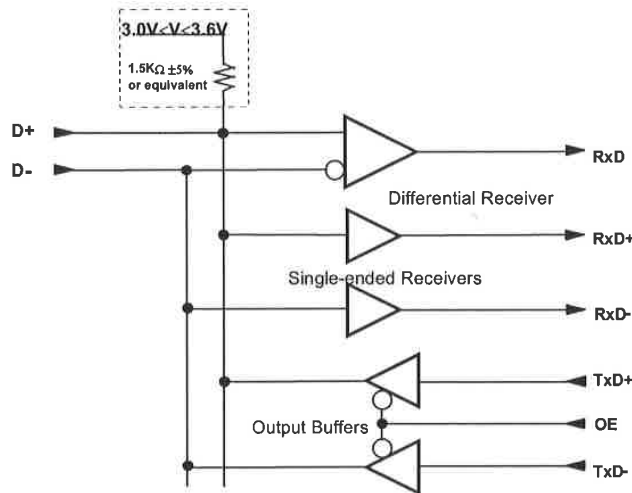 3.0V<V<3.6V
1.5KΩ ±5%
or equivalent
D+
D-
RxD
Differential Receiver
RxD+
Single-ended Receivers
RxD-
TxD+
Output Buffers
OE
TxD-